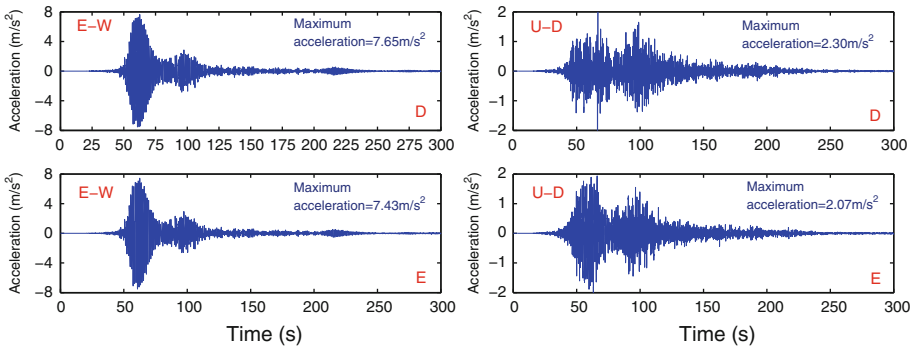 Acceleration (m/s²)
8
4
0
-4
-8
E-W
Maximum
acceleration=7.65m/s²
D
0 25 50 75 100 125 150 175 200 225 250 275 300
Acceleration (m/s²)
2
1
0
-1
-2
U-D
Maximum
acceleration=2.30m/s²
D
0 50 100 150 200 250 300
Acceleration (m/s²)
8
4
0
-4
-8
E-W
Maximum
acceleration=7.43m/s²
E
0 50 100 150 200 250 300
Time (s)
Acceleration (m/s²)
2
1
0
-1
-2
U-D
Maximum
acceleration=2.07m/s²
E
0 50 100 150 200 250 300
Time (s)